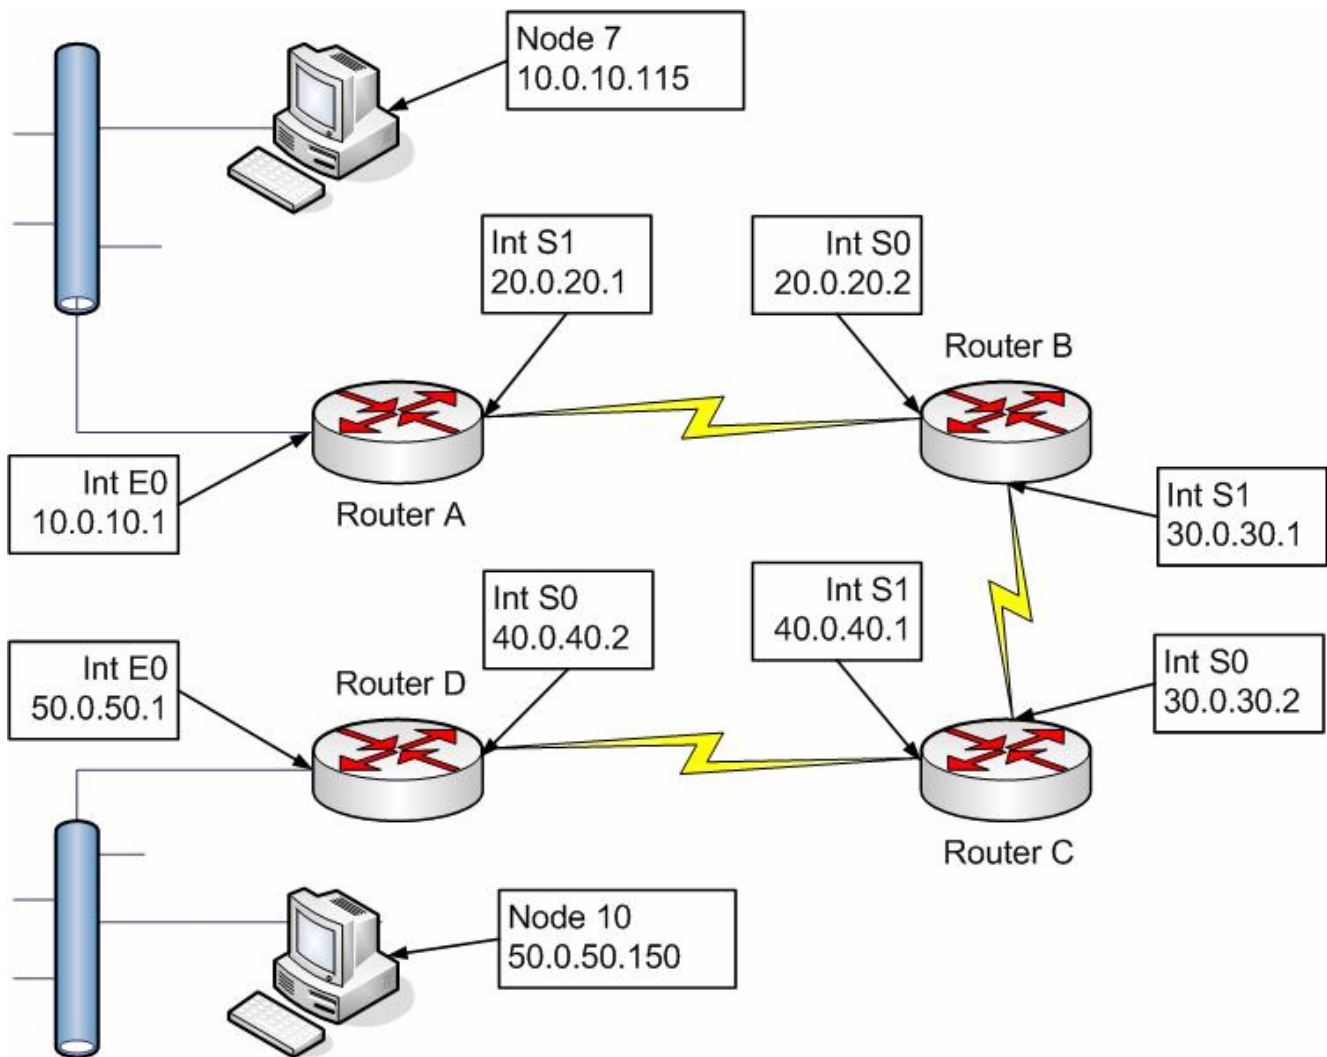 Node 7
10.0.10.115
Int S1
20.0.20.1
Int S0
20.0.20.2
Router B
Int E0
10.0.10.1
Router A
Int S1
30.0.30.1
Int S0
40.0.40.2
Int S1
40.0.40.1
Int E0
50.0.50.1
Router D
Int S0
30.0.30.2
Router C
Node 10
50.0.50.150